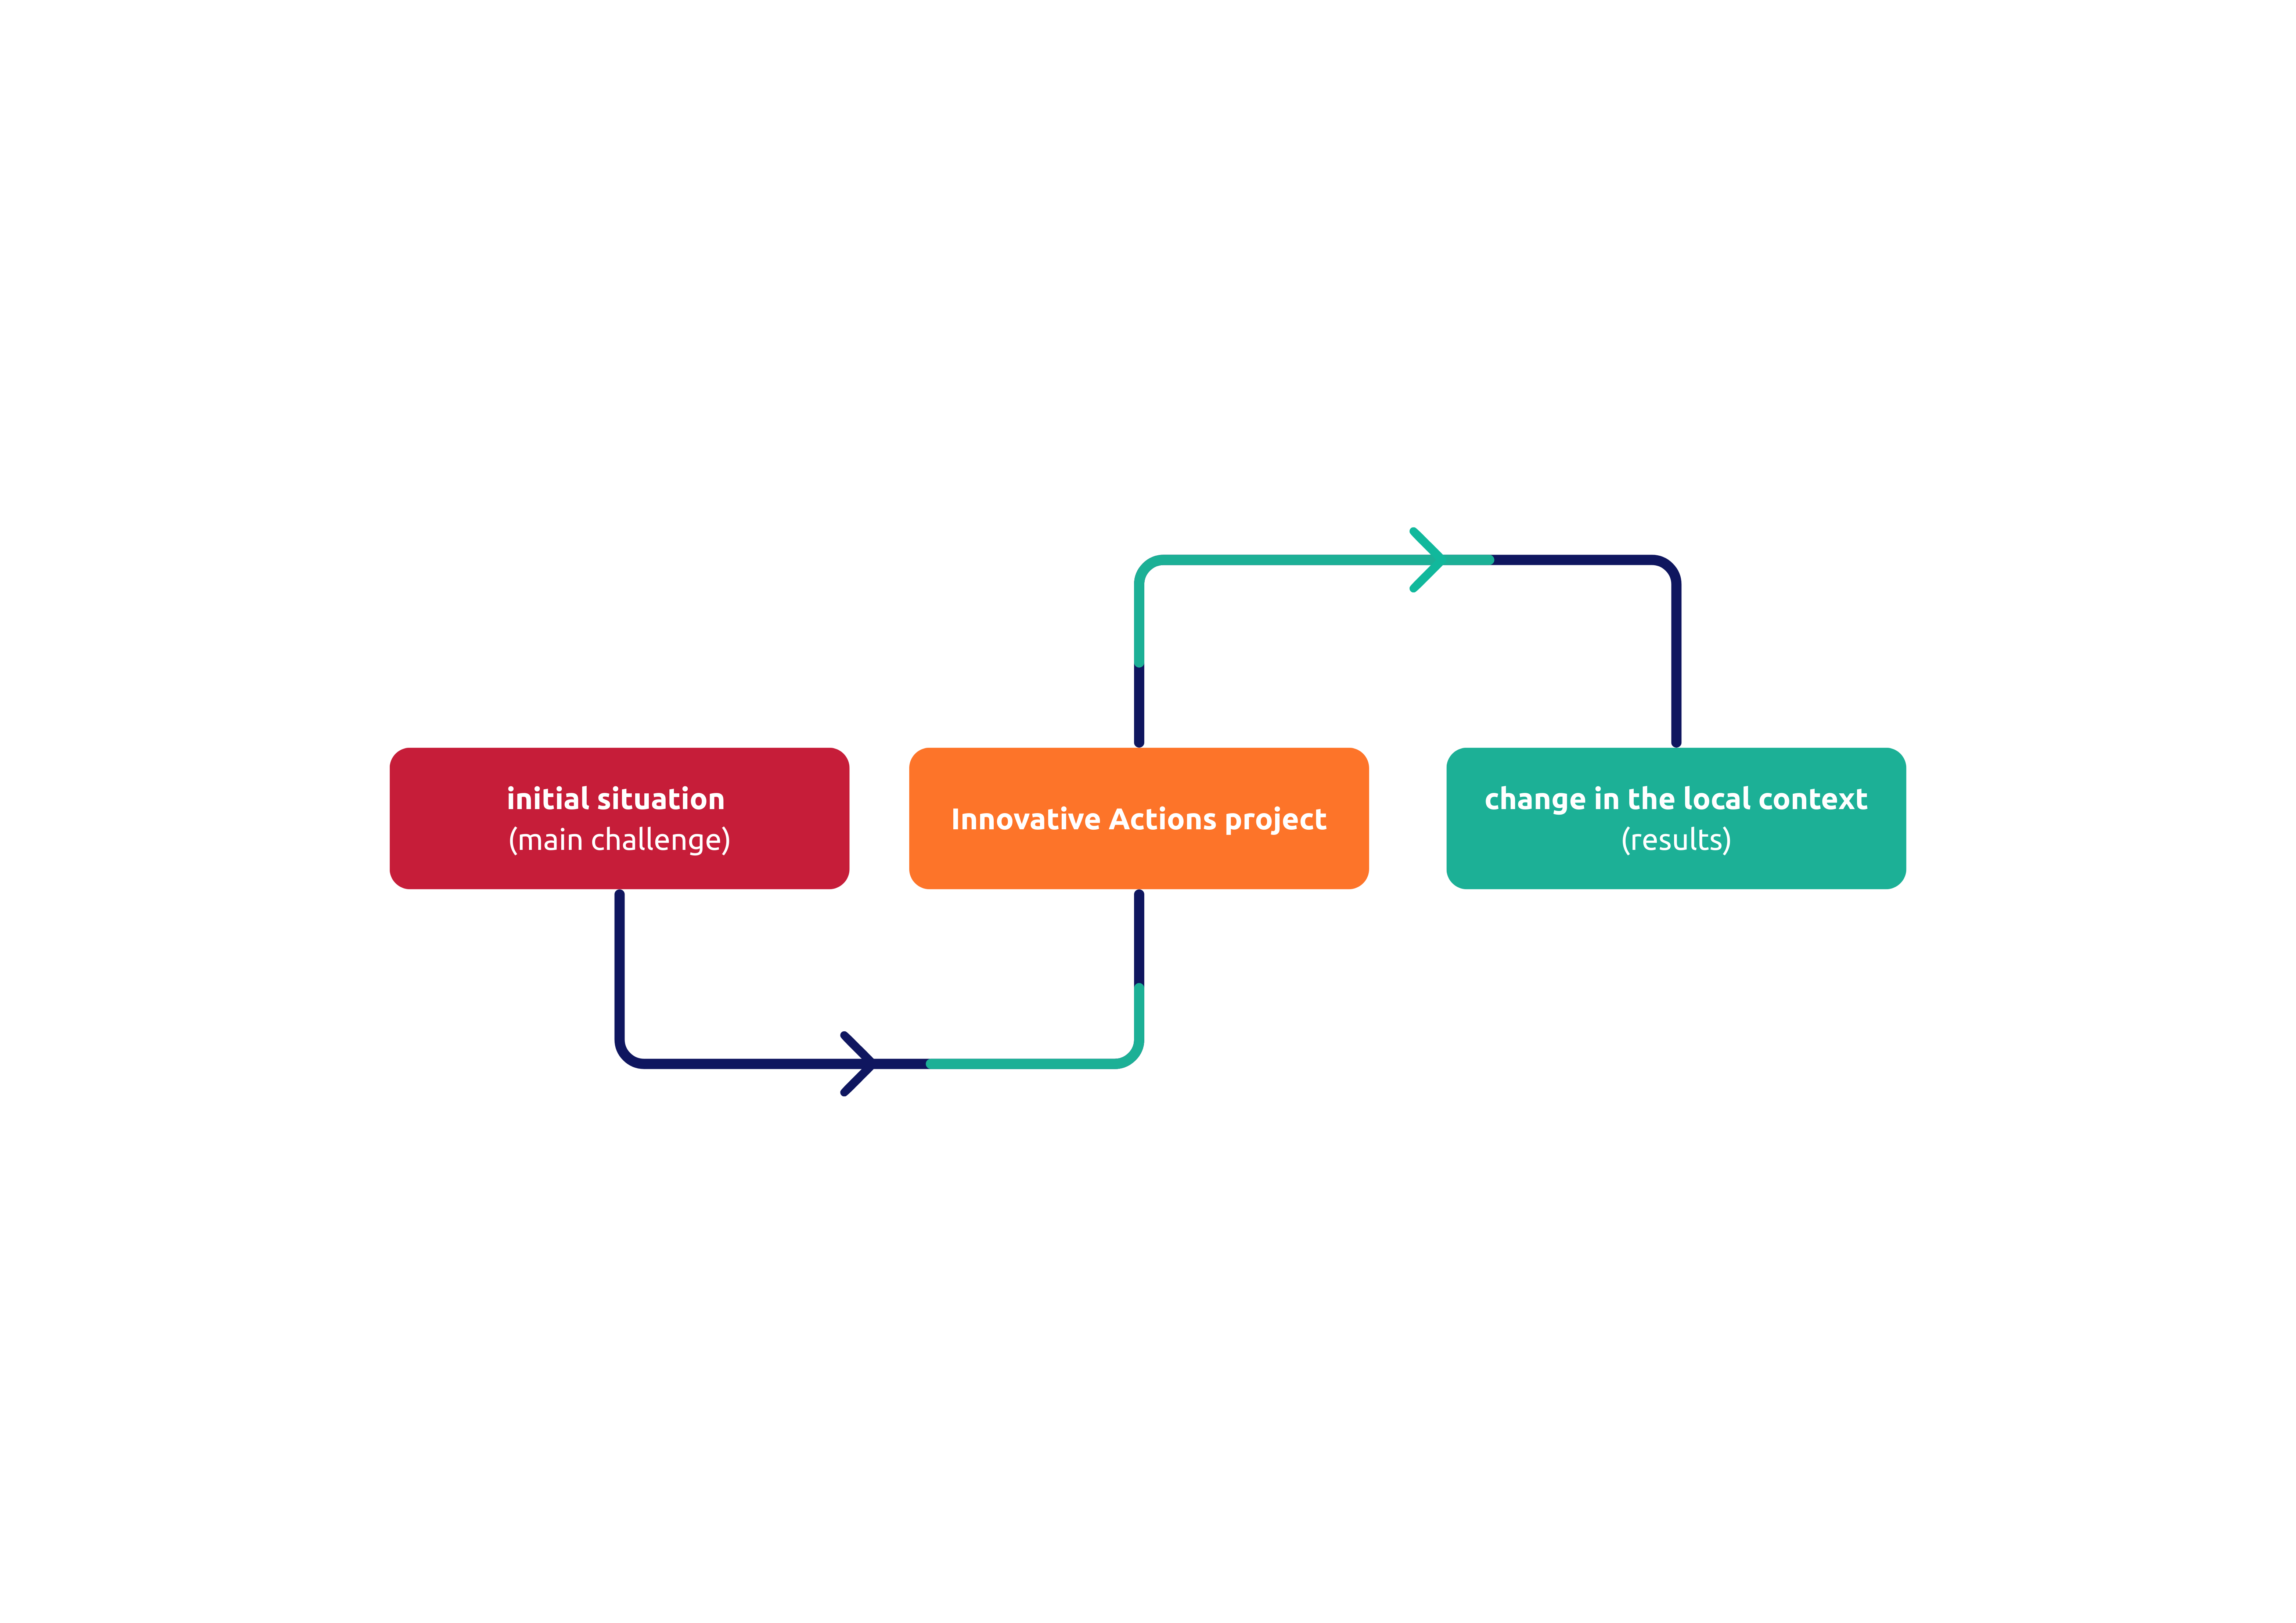 initial situation
(main challenge)
Innovative Actions project
change in the local context
(results)